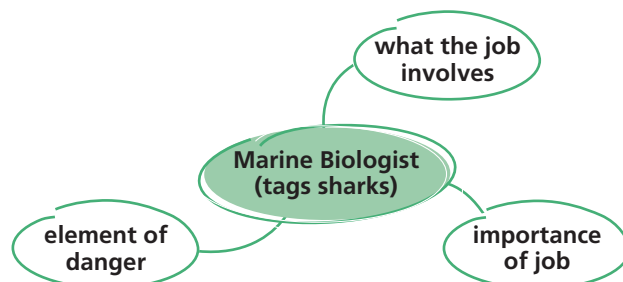 what the job
involves
Marine Biologist
(tags sharks)
element of
danger
importance
of job